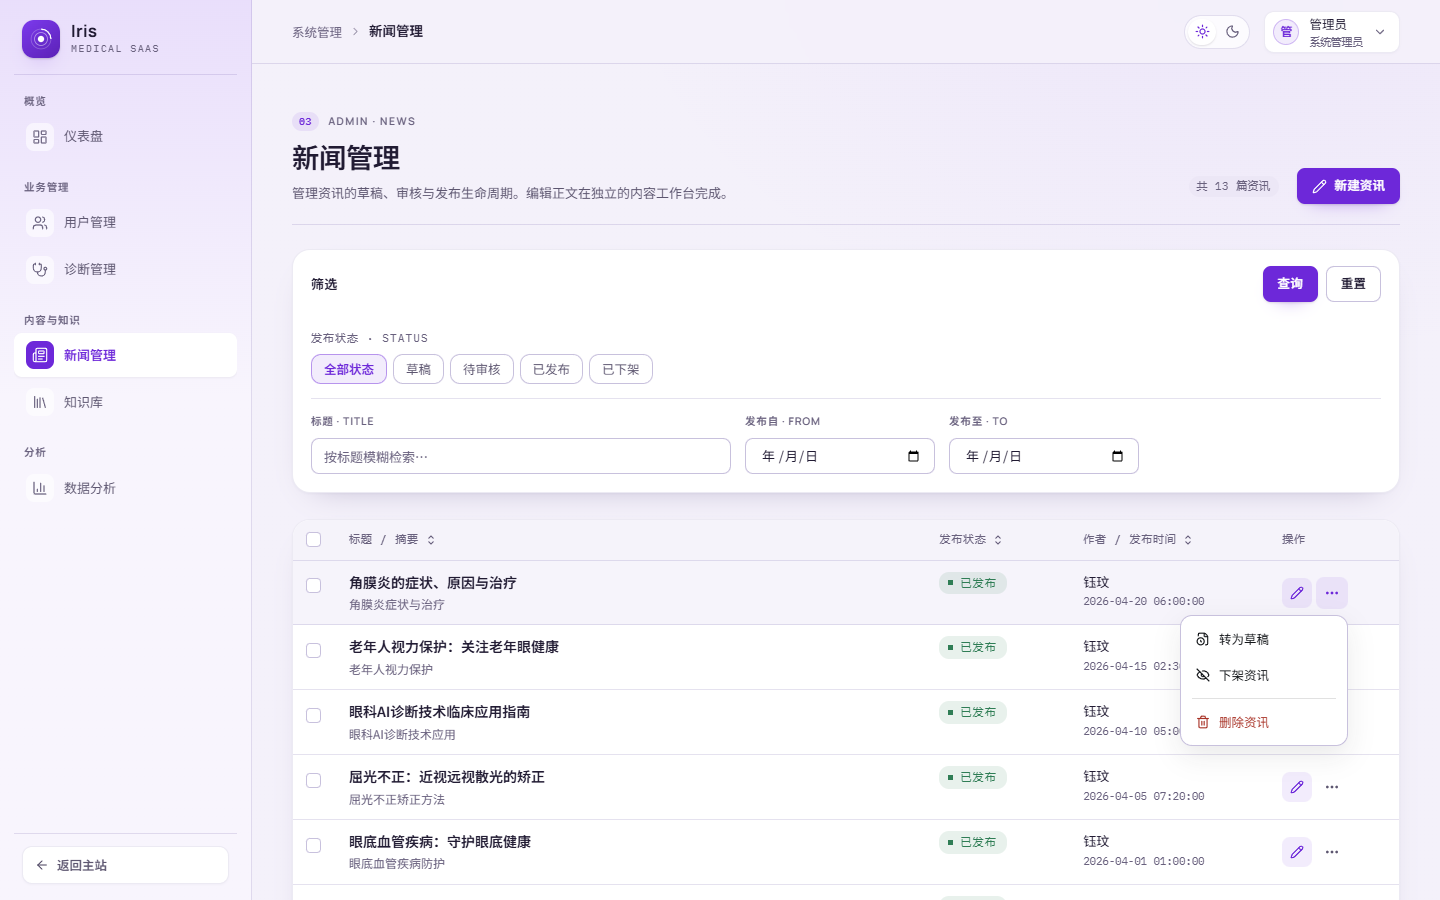 Iris
MEDICAL SAAS
概览
仪表盘
业务管理
用户管理
诊断管理
内容与知识
新闻管理
知识库
分析
数据分析
返回主站
系统管理 > 新闻管理
管 管理员
系统管理员
03 ADMIN · NEWS
新闻管理
管理资讯的草稿、审核与发布生命周期。编辑正文在独立的内容工作台完成。
共 13 篇资讯
新建资讯
筛选
查询 重置
发布状态 · STATUS
全部状态 草稿 待审核 已发布 已下架
标题 · TITLE 发布自 · FROM 发布至 · TO
按标题模糊检索… 年 /月/日 年 /月/日
标题 / 摘要 发布状态 作者 / 发布时间 操作
角膜炎的症状、原因与治疗 已发布 钰玟
角膜炎症状与治疗 2026-04-20 06:00:00
老年人视力保护：关注老年眼健康 已发布 钰玟
老年人视力保护 2026-04-15 02:3
眼科AI诊断技术临床应用指南 已发布 钰玟
眼科AI诊断技术应用 2026-04-10 05:0
转为草稿
下架资讯
删除资讯
屈光不正：近视远视散光的矫正 已发布 钰玟
屈光不正矫正方法 2026-04-05 07:20:00
眼底血管疾病：守护眼底健康 已发布 钰玟
眼底血管疾病防护 2026-04-01 01:00:00